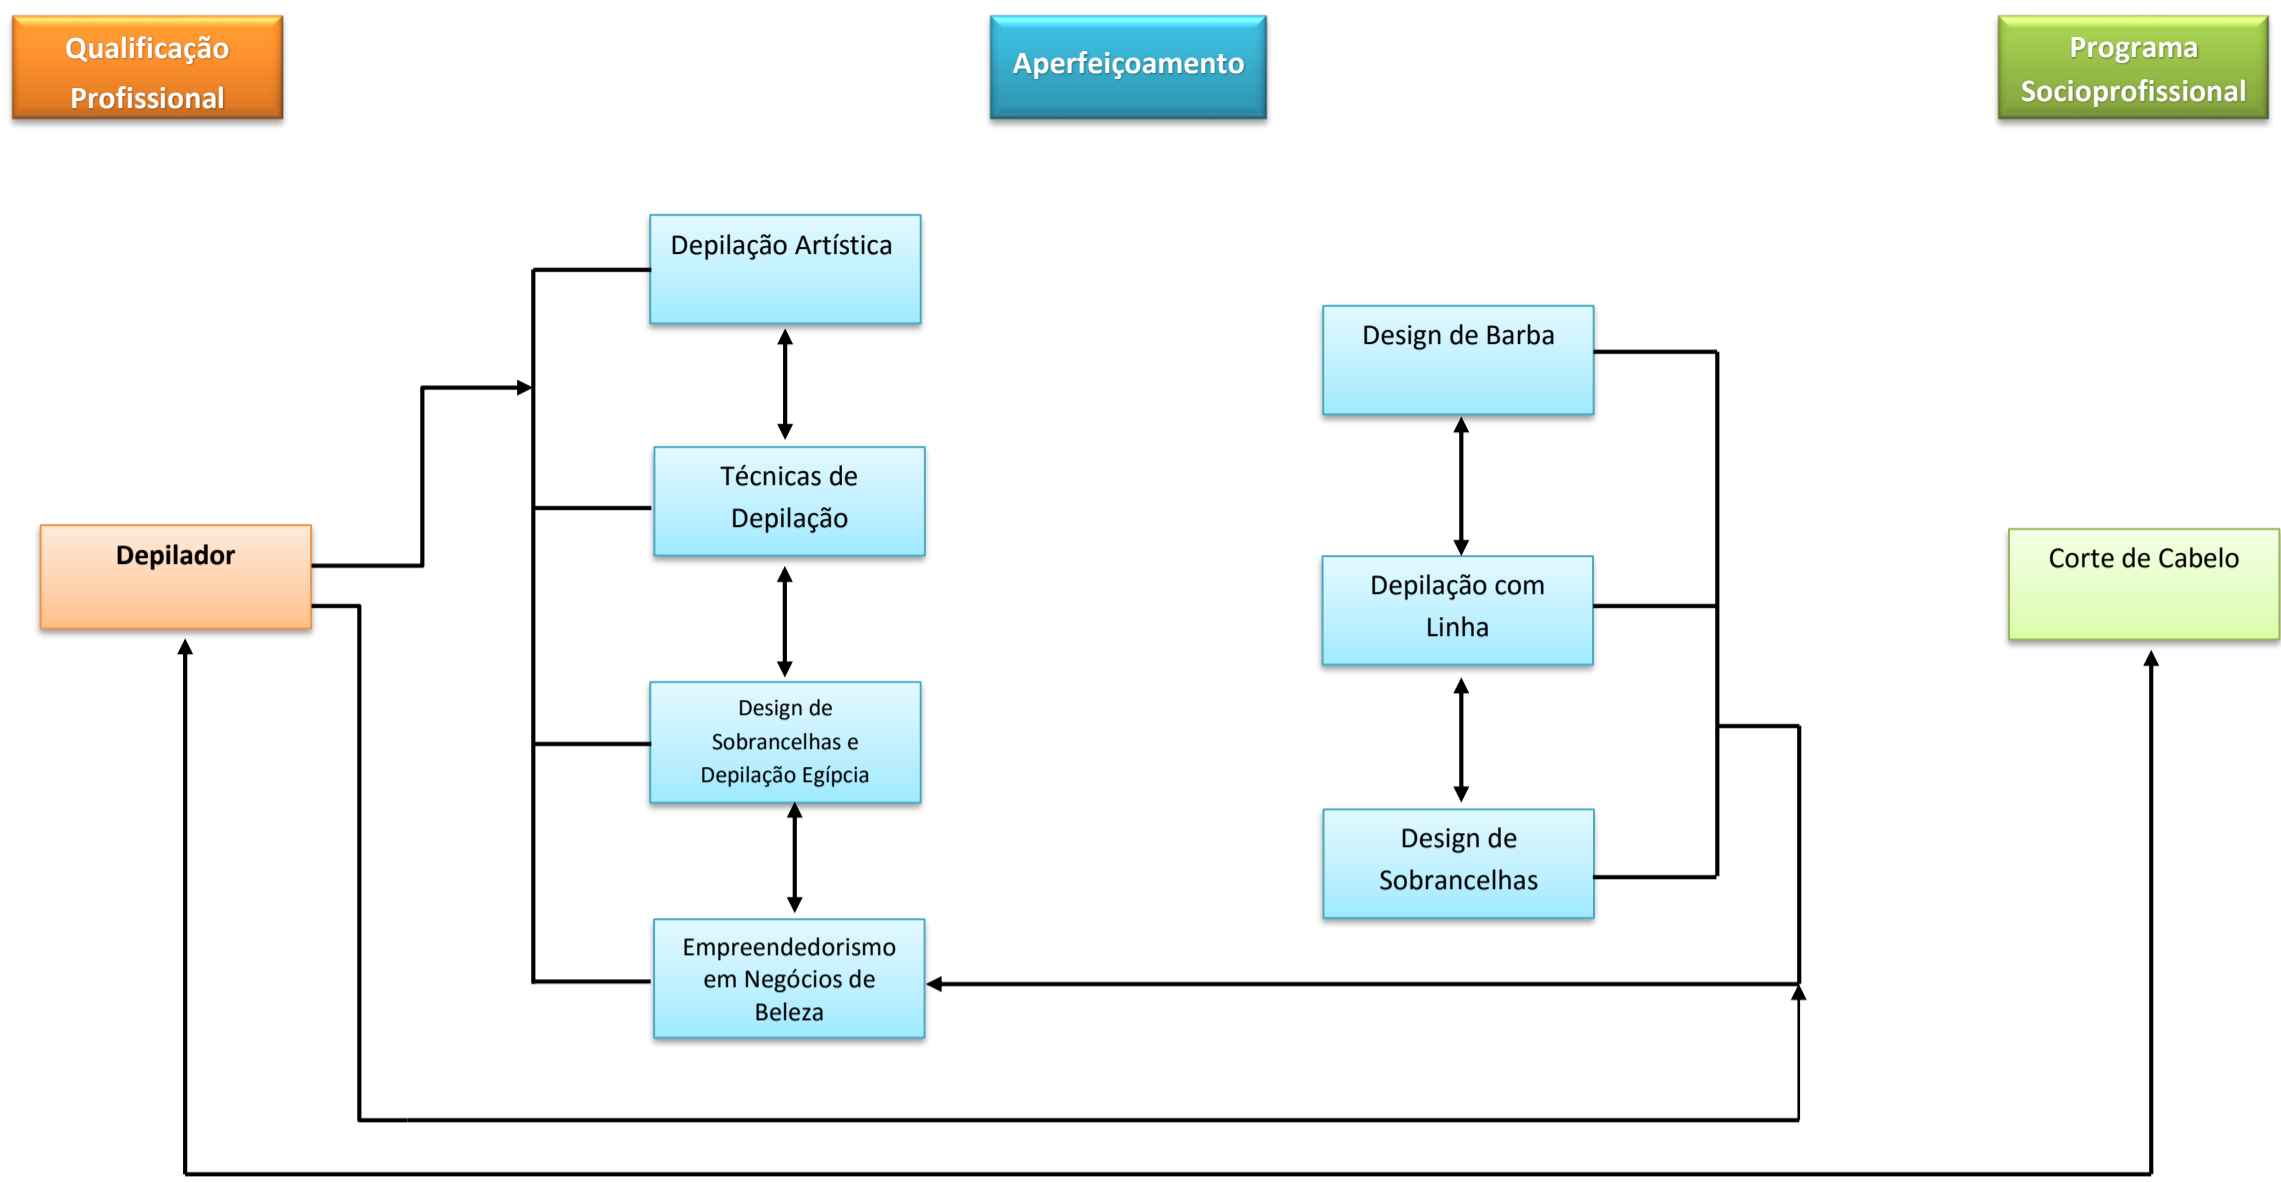 Qualificação
Profissional
Aperfeiçoamento
Programa
Socioprofissional
Depilação Artística
Design de Barba
Técnicas de
Depilação
Depilador
Depilação com
Linha
Corte de Cabelo
Design de
Sobrancelhas e
Depilação Egípcia
Design de
Sobrancelhas
Empreendedorismo
em Negócios de
Beleza